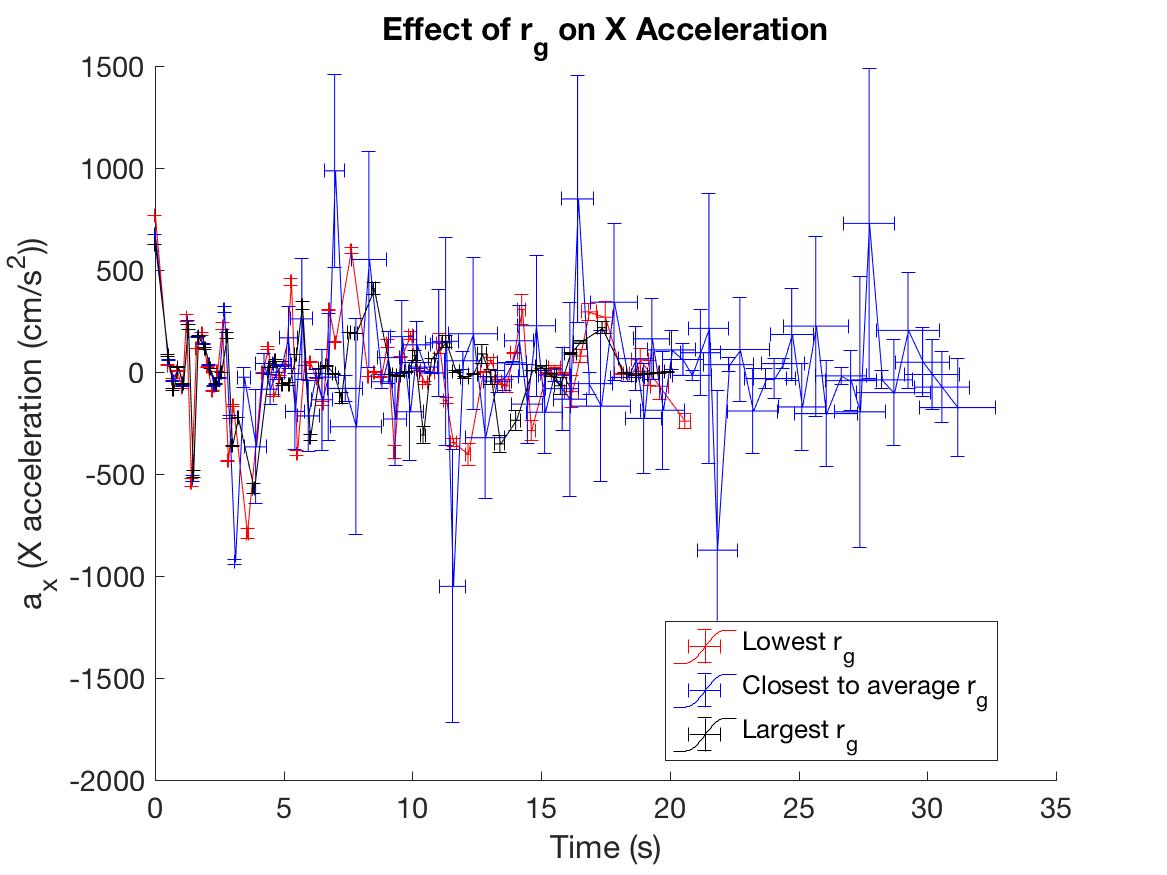 Effect of r_g on X Acceleration
a_x (X acceleration (cm/s^2))
1500
1000
500
0
-500
-1000
-1500
-2000
0 5 10 15 20 25 30 35
Time (s)
Lowest r_g
Closest to average r_g
Largest r_g